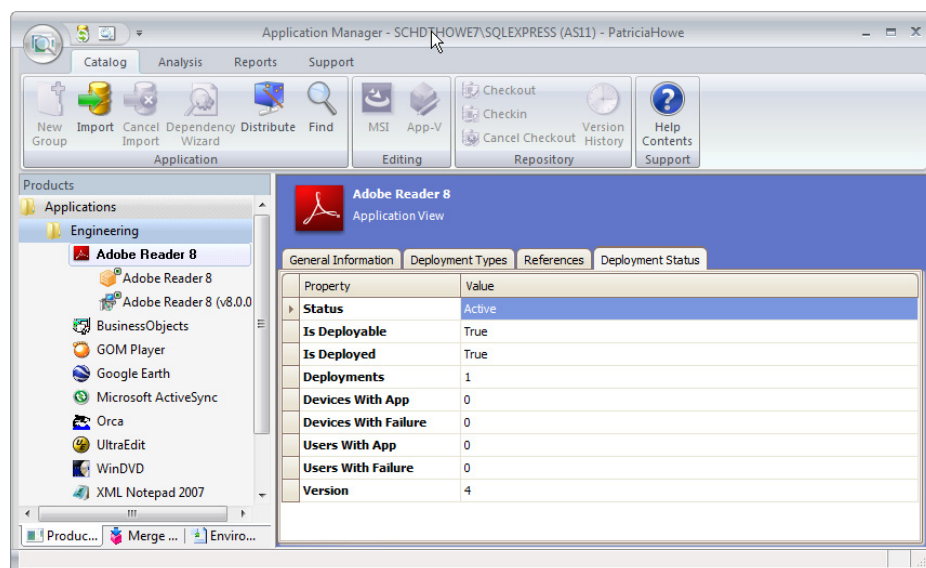 Application Manager - SCHDTHOWE7\SQLEXPRESS (AS11) - PatriciaHowe
Catalog Analysis Reports Support
New Group
Import
Cancel Import
Dependency Wizard
Distribute
Find
Application
MSI
App-V
Editing
Checkout
Checkin
Cancel Checkout
Version History
Repository
Help Contents
Support
Products
Applications
Engineering
Adobe Reader 8
Adobe Reader 8
Adobe Reader 8 (v8.0.0
BusinessObjects
GOM Player
Google Earth
Microsoft ActiveSync
Orca
UltraEdit
WinDVD
XML Notepad 2007
Produc... Merge ... Enviro...
Adobe Reader 8
Application View
General Information Deployment Types References Deployment Status
Property Value
Status Active
Is Deployable True
Is Deployed True
Deployments 1
Devices With App 0
Devices With Failure 0
Users With App 0
Users With Failure 0
Version 4